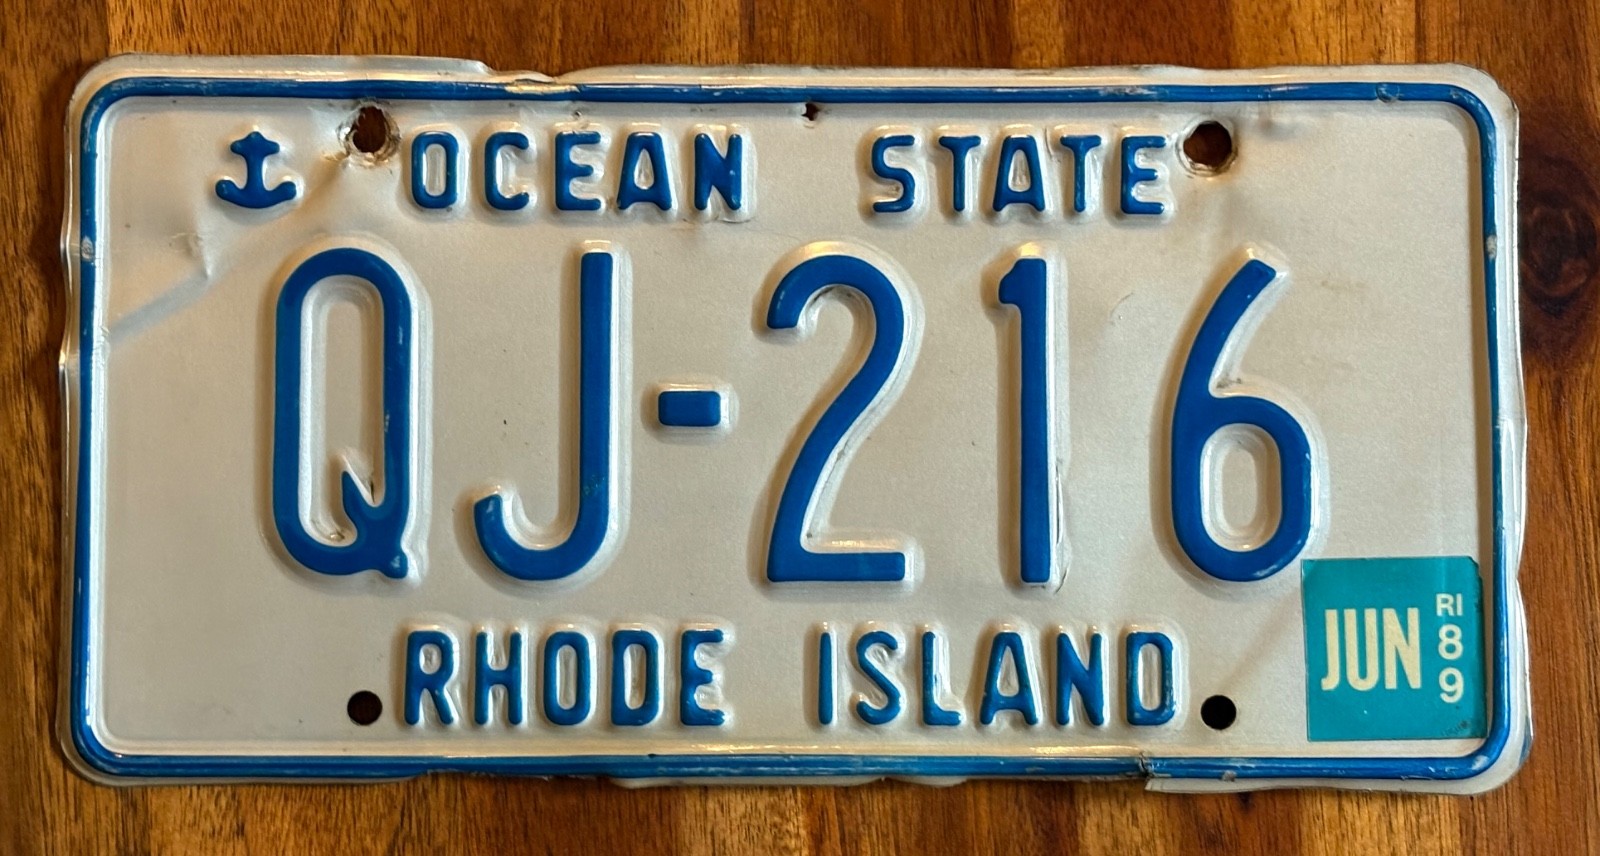 OCEAN STATE
QJ-216
RHODE ISLAND
JUN
RI
89